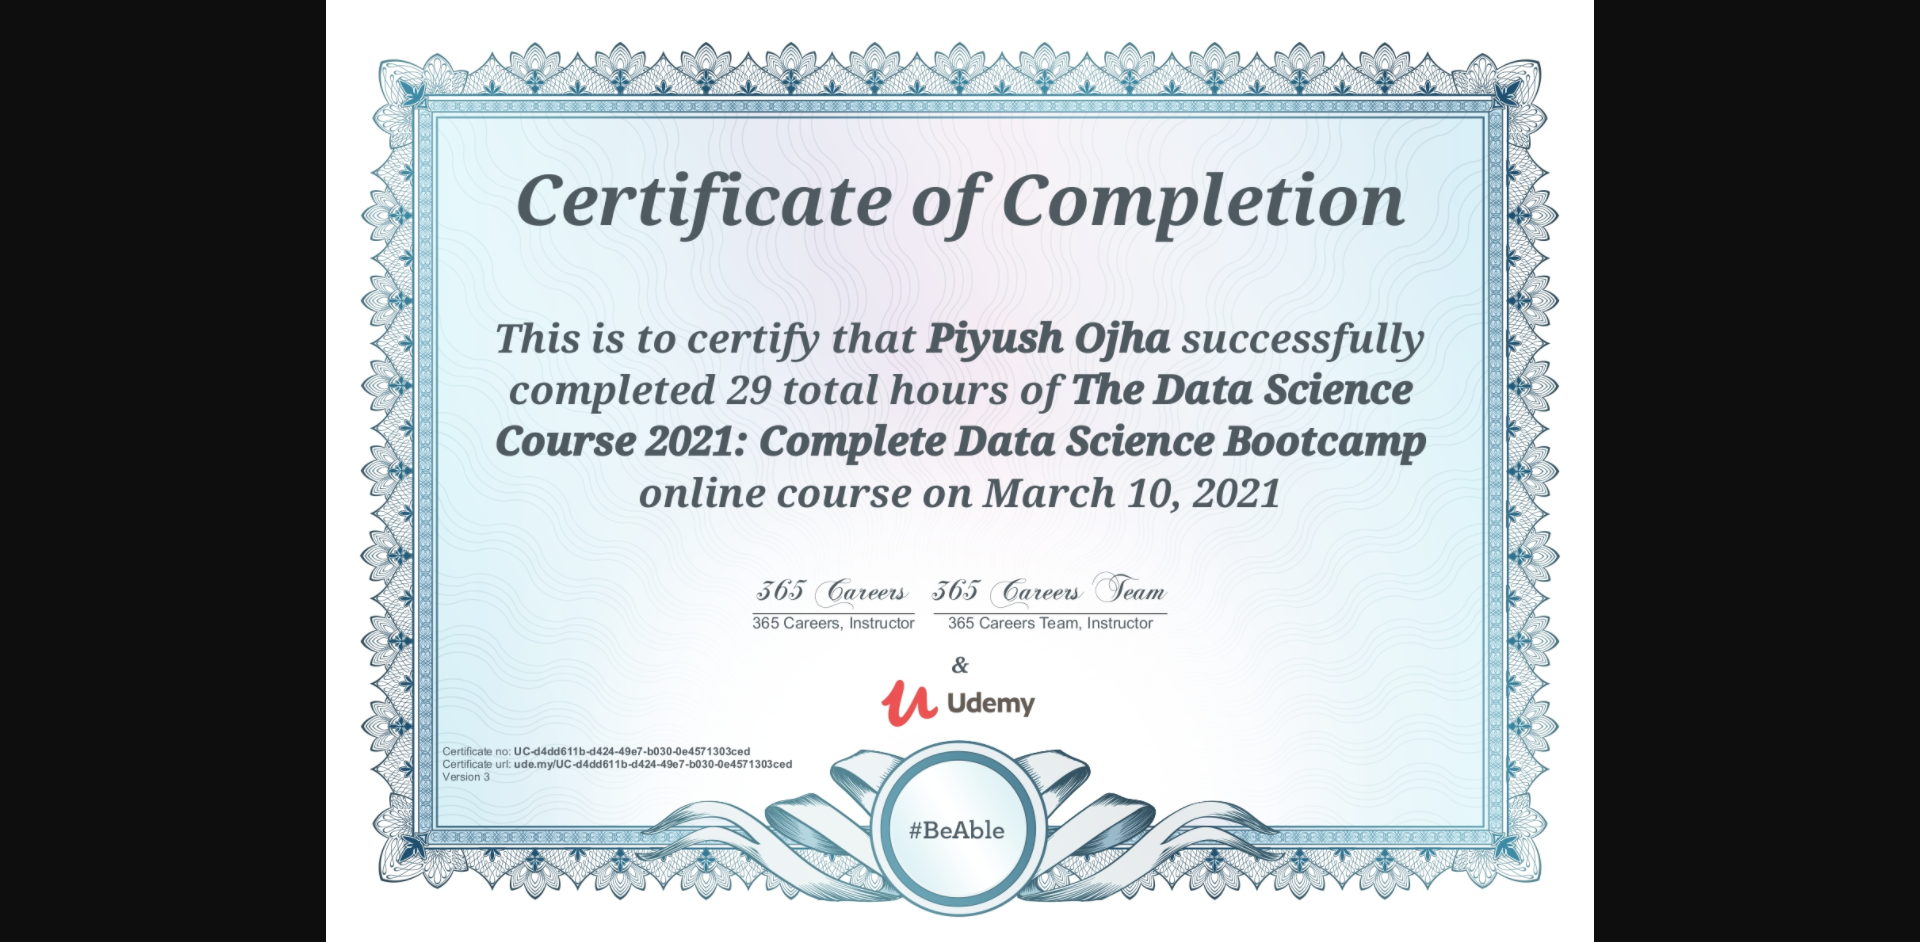 Certificate of Completion
This is to certify that Piyush Ojha successfully
completed 29 total hours of The Data Science
Course 2021: Complete Data Science Bootcamp
online course on March 10, 2021
365 Careers 365 Careers Team
365 Careers, Instructor 365 Careers Team, Instructor
&
Udemy
Certificate no: UC-d4dd611b-d424-49e7-b030-0e4571303ced
Certificate url: ude.my/UC-d4dd611b-d424-49e7-b030-0e4571303ced
Version 3
#BeAble